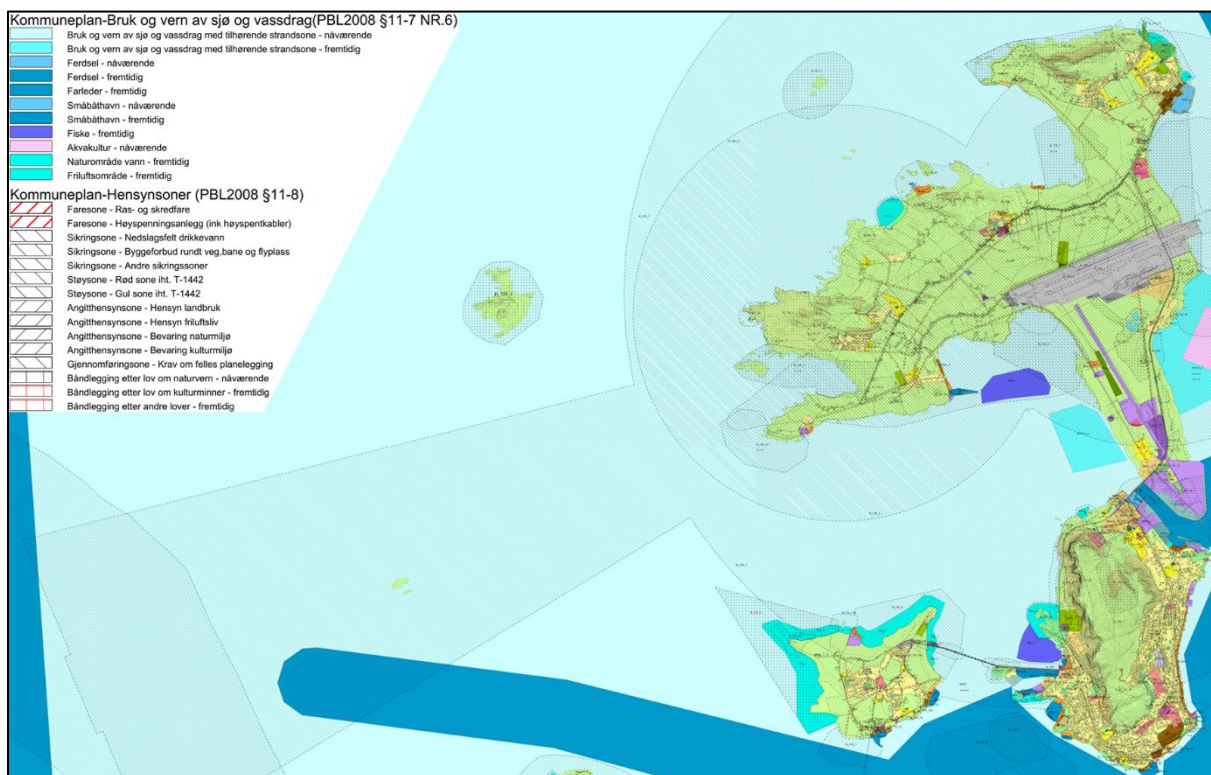 Kommuneplan-Bruk og vern av sjø og vassdrag(PBL2008 §11-7 NR.6)
Bruk og vern av sjø og vassdrag med tilhørende strandsone - nåværende
Bruk og vern av sjø og vassdrag med tilhørende strandsone - fremtidig
Ferdsel - nåværende
Ferdsel - fremtidig
Farleder - fremtidig
Småbåthavn - nåværende
Småbåthavn - fremtidig
Fiske - fremtidig
Akvakultur - nåværende
Naturområde vann - fremtidig
Friluftsområde - fremtidig
Kommuneplan-Hensynsoner (PBL2008 §11-8)
Faresone - Ras- og skredfare
Faresone - Høyspenningsanlegg (ink høyspentkabler)
Sikringsone - Nedslagsfelt drikkevann
Sikringsone - Byggeforbud rundt veg,bane og flyplass
Sikringsone - Andre sikringssoner
Støysone - Rød sone iht. T-1442
Støysone - Gul sone iht. T-1442
Angitthensynsone - Hensyn landbruk
Angitthensynsone - Hensyn friluftsliv
Angitthensynsone - Bevaring naturmiljø
Angitthensynsone - Bevaring kulturmiljø
Gjennomføringsone - Krav om felles planelegging
Båndlegging etter lov om naturvern - nåværende
Båndlegging etter lov om kulturminner - fremtidig
Båndlegging etter andre lover - fremtidig